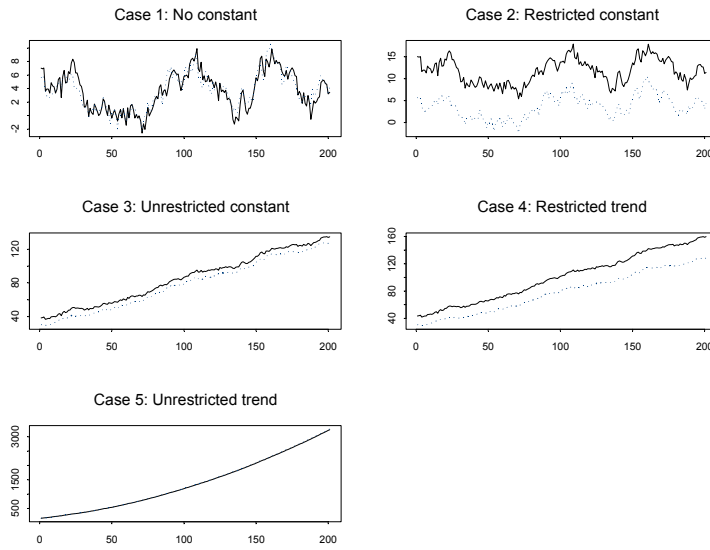 Case 1: No constant
8
6
4
2
-2
0 50 100 150 200
Case 2: Restricted constant
15
10
5
0
0 50 100 150 200
Case 3: Unrestricted constant
120
80
40
0 50 100 150 200
Case 4: Restricted trend
160
120
80
40
0 50 100 150 200
Case 5: Unrestricted trend
3000
1500
500
0 50 100 150 200